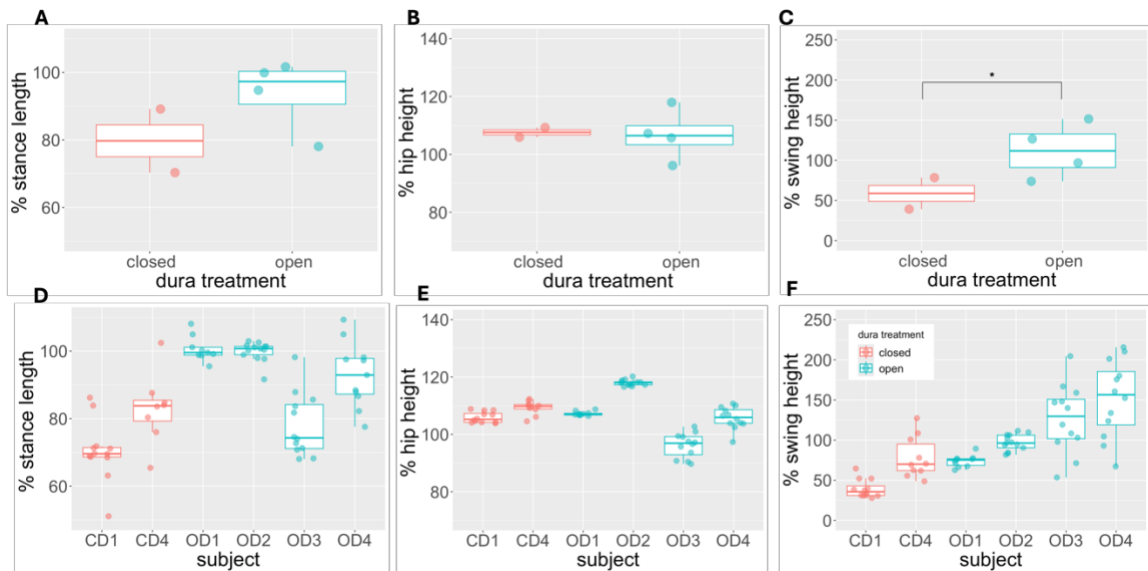 A
% stance length
100
80
60
closed
open
dura treatment
B
% hip height
140
120
100
80
closed
open
dura treatment
C
% swing height
250
200
150
100
50
0
*
closed
open
dura treatment
D
% stance length
100
80
60
CD1 CD4 OD1 OD2 OD3 OD4
subject
E
% hip height
140
120
100
80
CD1 CD4 OD1 OD2 OD3 OD4
subject
F
% swing height
250
200
150
100
50
0
dura treatment
closed
open
CD1 CD4 OD1 OD2 OD3 OD4
subject